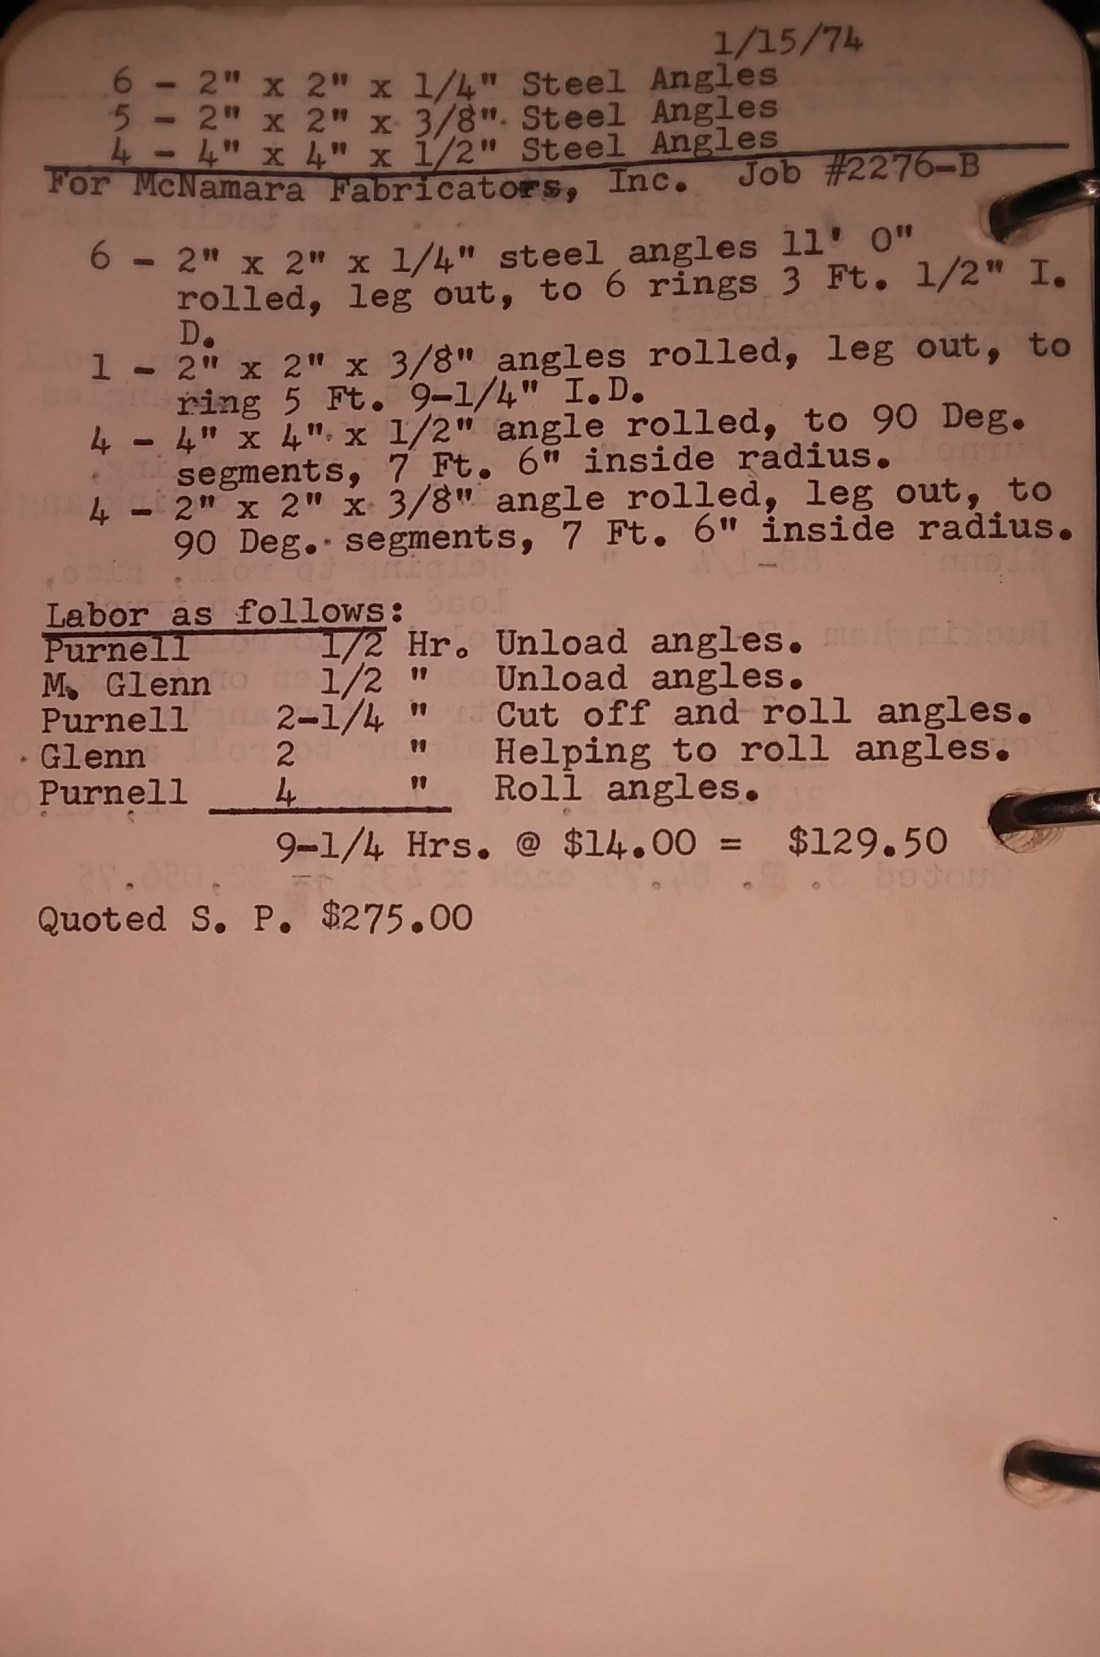 1/15/74
6 - 2" x 2" x 1/4" Steel Angles
5 - 2" x 2" x 3/8" Steel Angles
4 - 4" x 4" x 1/2" Steel Angles
For McNamara Fabricators, Inc. Job #2276-B
6 - 2" x 2" x 1/4" steel angles 11' 0"
rolled, leg out, to 6 rings 3 Ft. 1/2" I.
D.
1 - 2" x 2" x 3/8" angles rolled, leg out, to
ring 5 Ft. 9-1/4" I.D.
4 - 4" x 4" x 1/2" angle rolled, to 90 Deg.
segments, 7 Ft. 6" inside radius.
4 - 2" x 2" x 3/8" angle rolled, leg out, to
90 Deg. segments, 7 Ft. 6" inside radius.
Labor as follows:
Purnell 1/2 Hr. Unload angles.
M. Glenn 1/2 " Unload angles.
Purnell 2-1/4 " Cut off and roll angles.
Glenn 2 " Helping to roll angles.
Purnell 4 " Roll angles.
9-1/4 Hrs. @ $14.00 = $129.50
Quoted S. P. $275.00